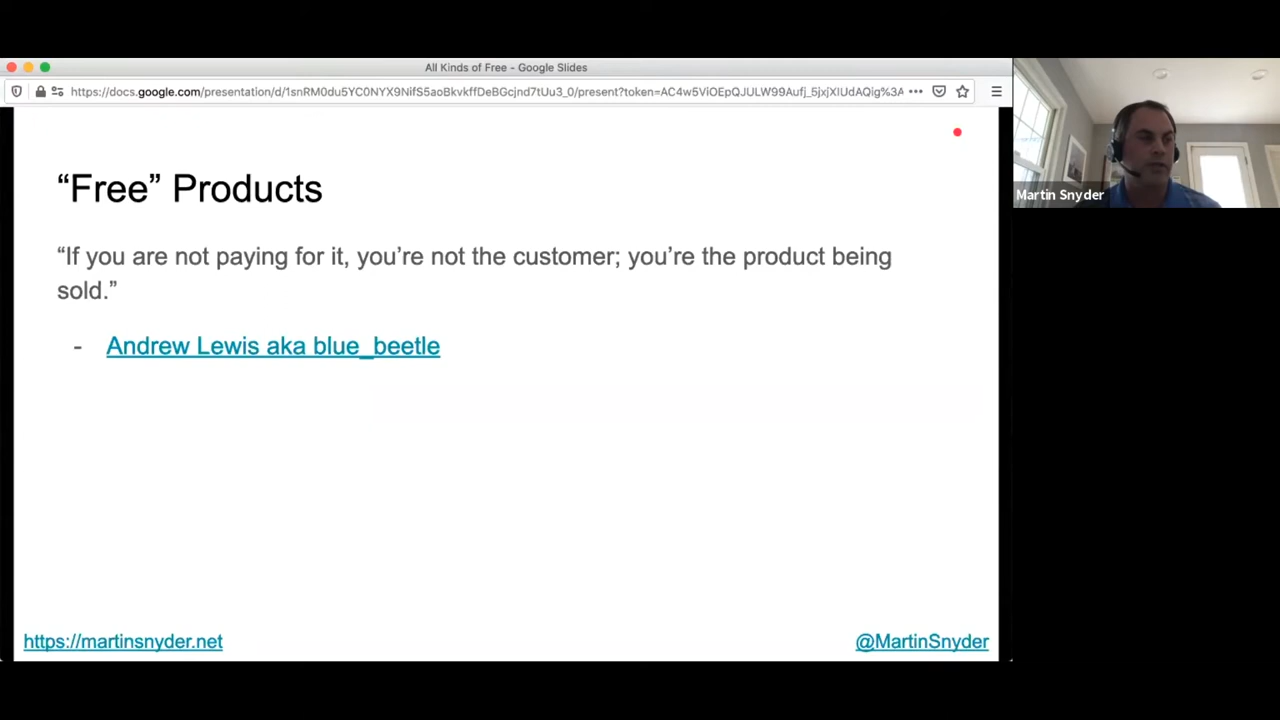 All Kinds of Free - Google Slides
https://docs.google.com/presentation/d/1snRM0du5YC0NYX9NifS5aoBkvkffDeBGcjnd7tUu3_0/present?token=AC4w5ViOEpQJULW99Aufj_5jxjXIUdAQig%3A
“Free” Products
“If you are not paying for it, you’re not the customer; you’re the product being
sold.”
- Andrew Lewis aka blue_beetle
https://martinsnyder.net
@MartinSnyder
Martin Snyder